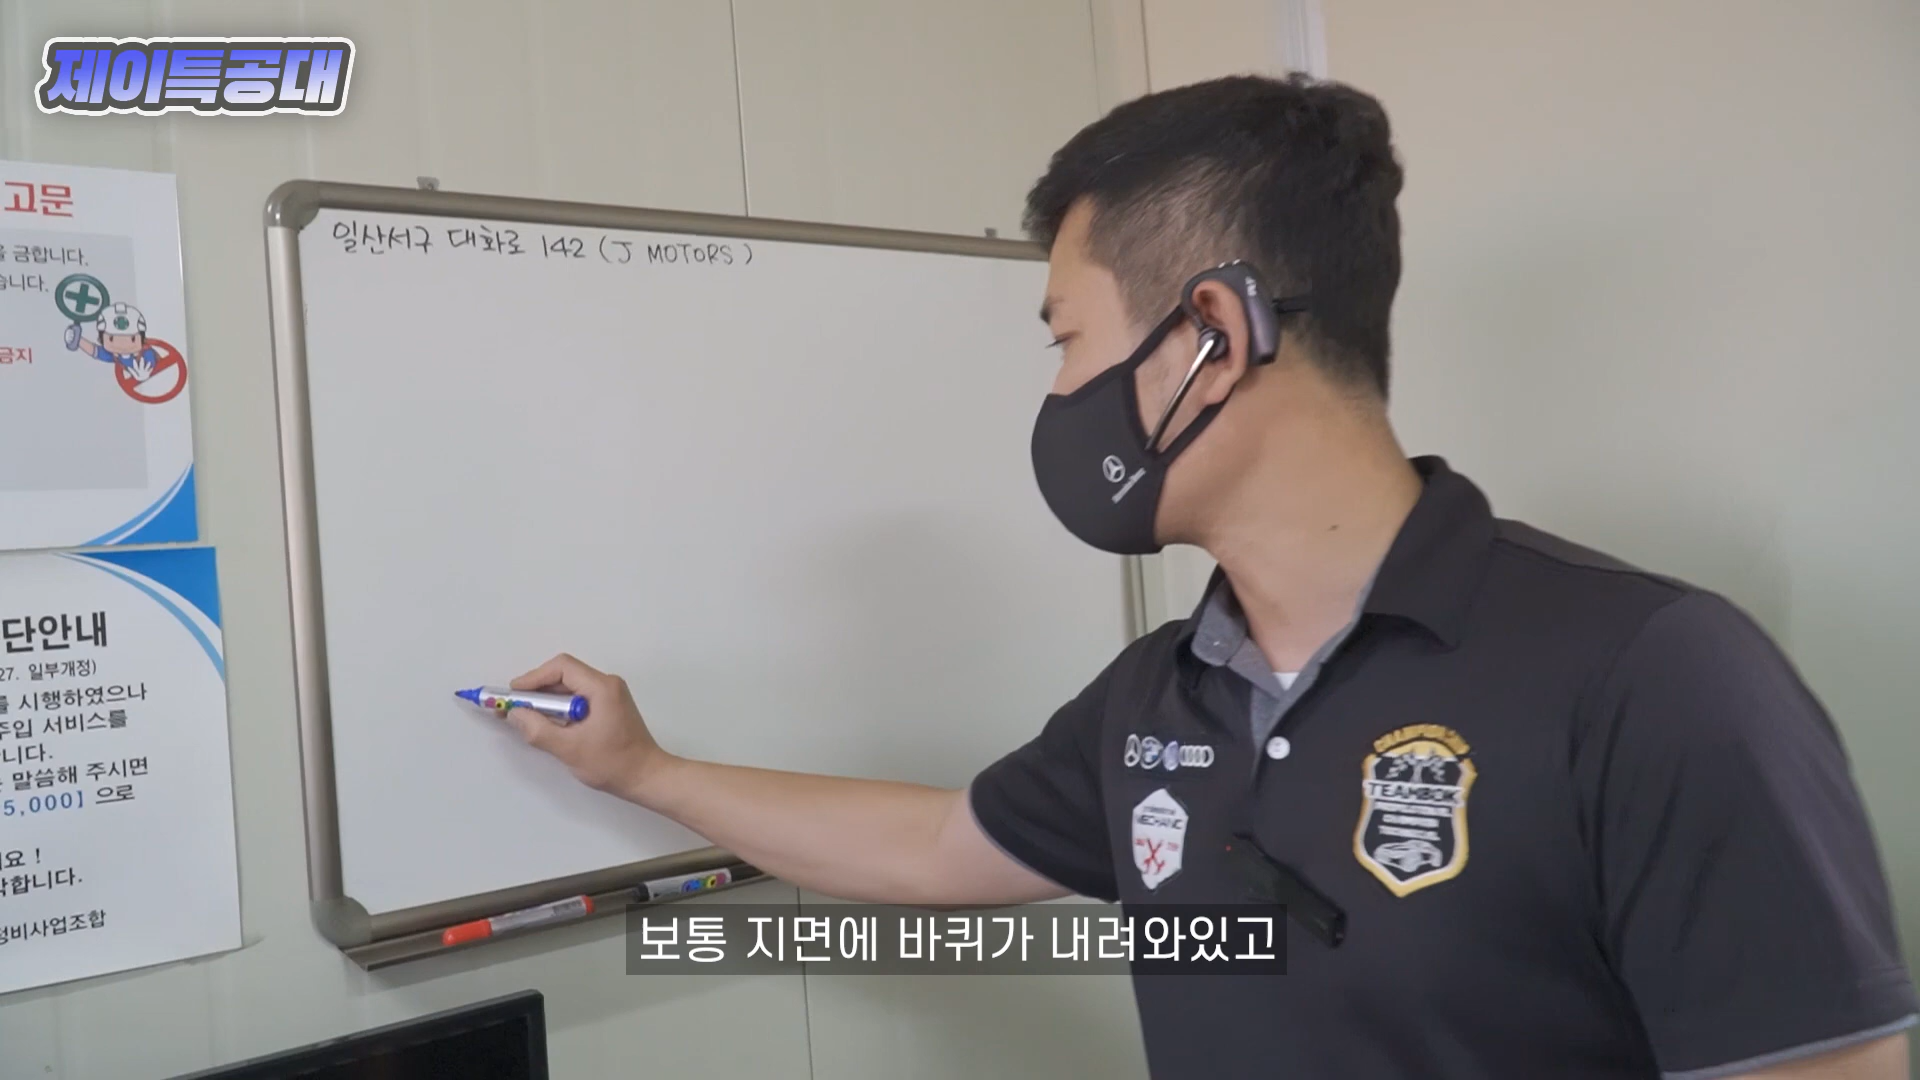 제이특공대
고문
을 금합니다.
습니다.
금지
일산서구 대화로 142 (J MOTORS)
단안내
27. 일부개정)
를 시행하였으나
주입 서비스를
니다.
말씀해 주시면
5,000】 으로
요 !
합니다.
정비사업조합
TEAMBOK
MECHANIC
보통 지면에 바퀴가 내려와있고